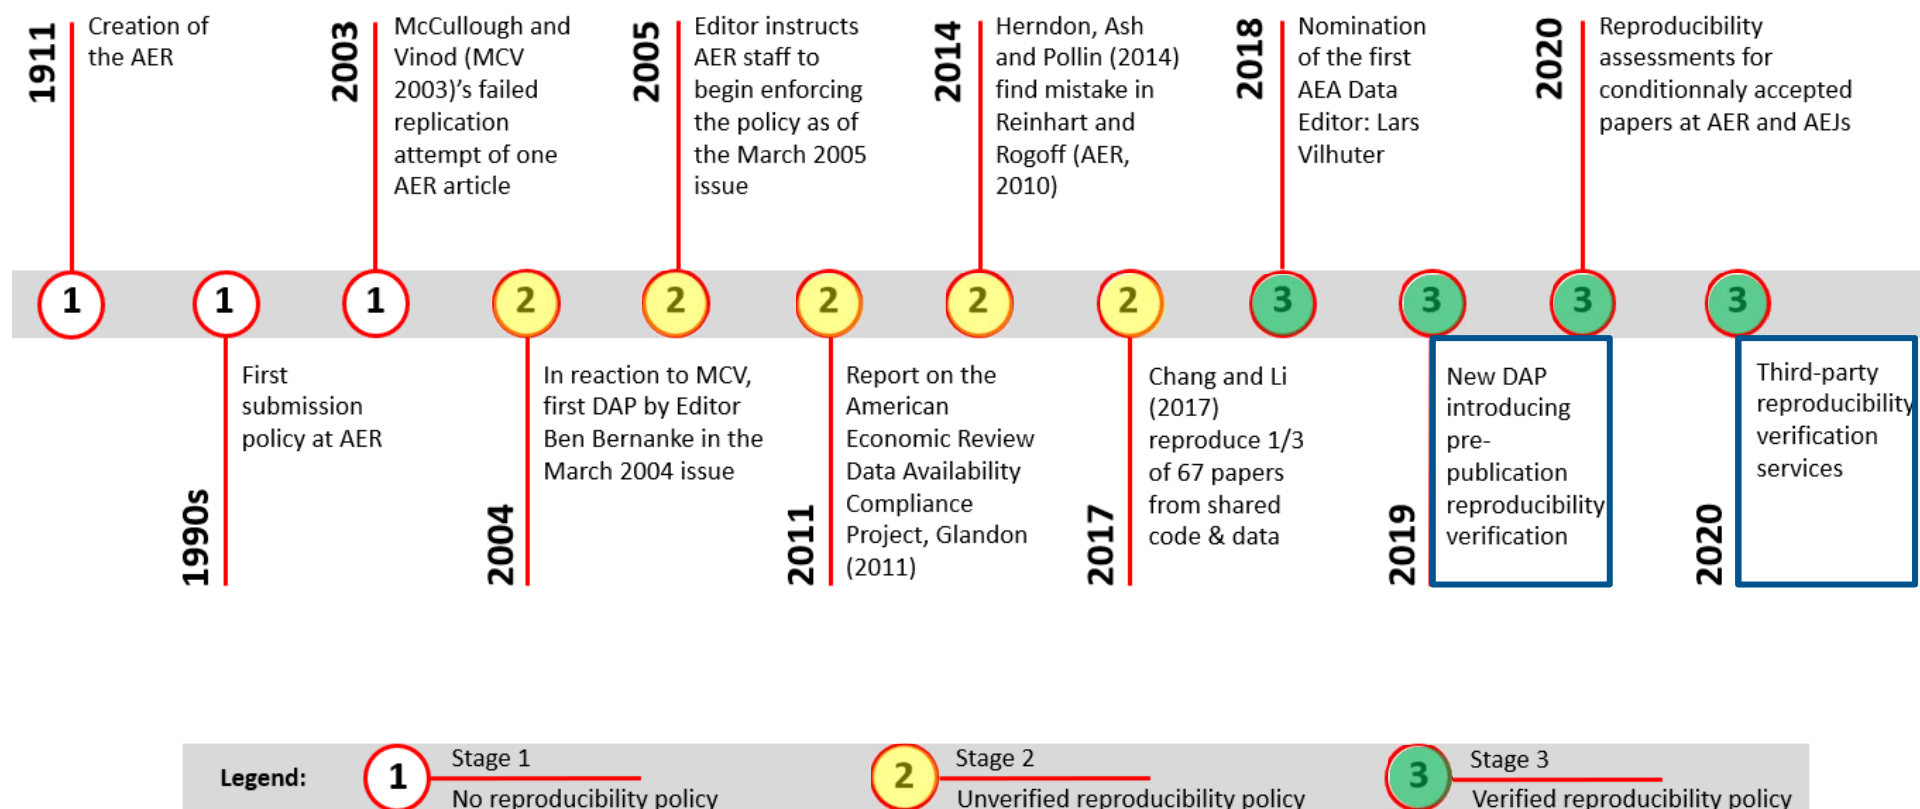 1911
Creation of
the AER
2003
McCullough and
Vinod (MCV
2003)'s failed
replication
attempt of one
AER article
2005
Editor instructs
AER staff to
begin enforcing
the policy as of
the March 2005
issue
2014
Herndon, Ash
and Pollin (2014)
find mistake in
Reinhart and
Rogoff (AER,
2010)
2018
Nomination
of the first
AEA Data
Editor: Lars
Vilhuter
2020
Reproducibility
assessments for
conditionnaly accepted
papers at AER and AEJs
1 1 1 2 2 2 2 2 3 3 3 3
1990s
First
submission
policy at AER
2004
In reaction to MCV,
first DAP by Editor
Ben Bernanke in the
March 2004 issue
2011
Report on the
American
Economic Review
Data Availability
Compliance
Project, Glandon
(2011)
2017
Chang and Li
(2017)
reproduce 1/3
of 67 papers
from shared
code & data
2019
New DAP
introducing
pre-
publication
reproducibility
verification
2020
Third-party
reproducibility
verification
services
Legend:
1
Stage 1
No reproducibility policy
2
Stage 2
Unverified reproducibility policy
3
Stage 3
Verified reproducibility policy